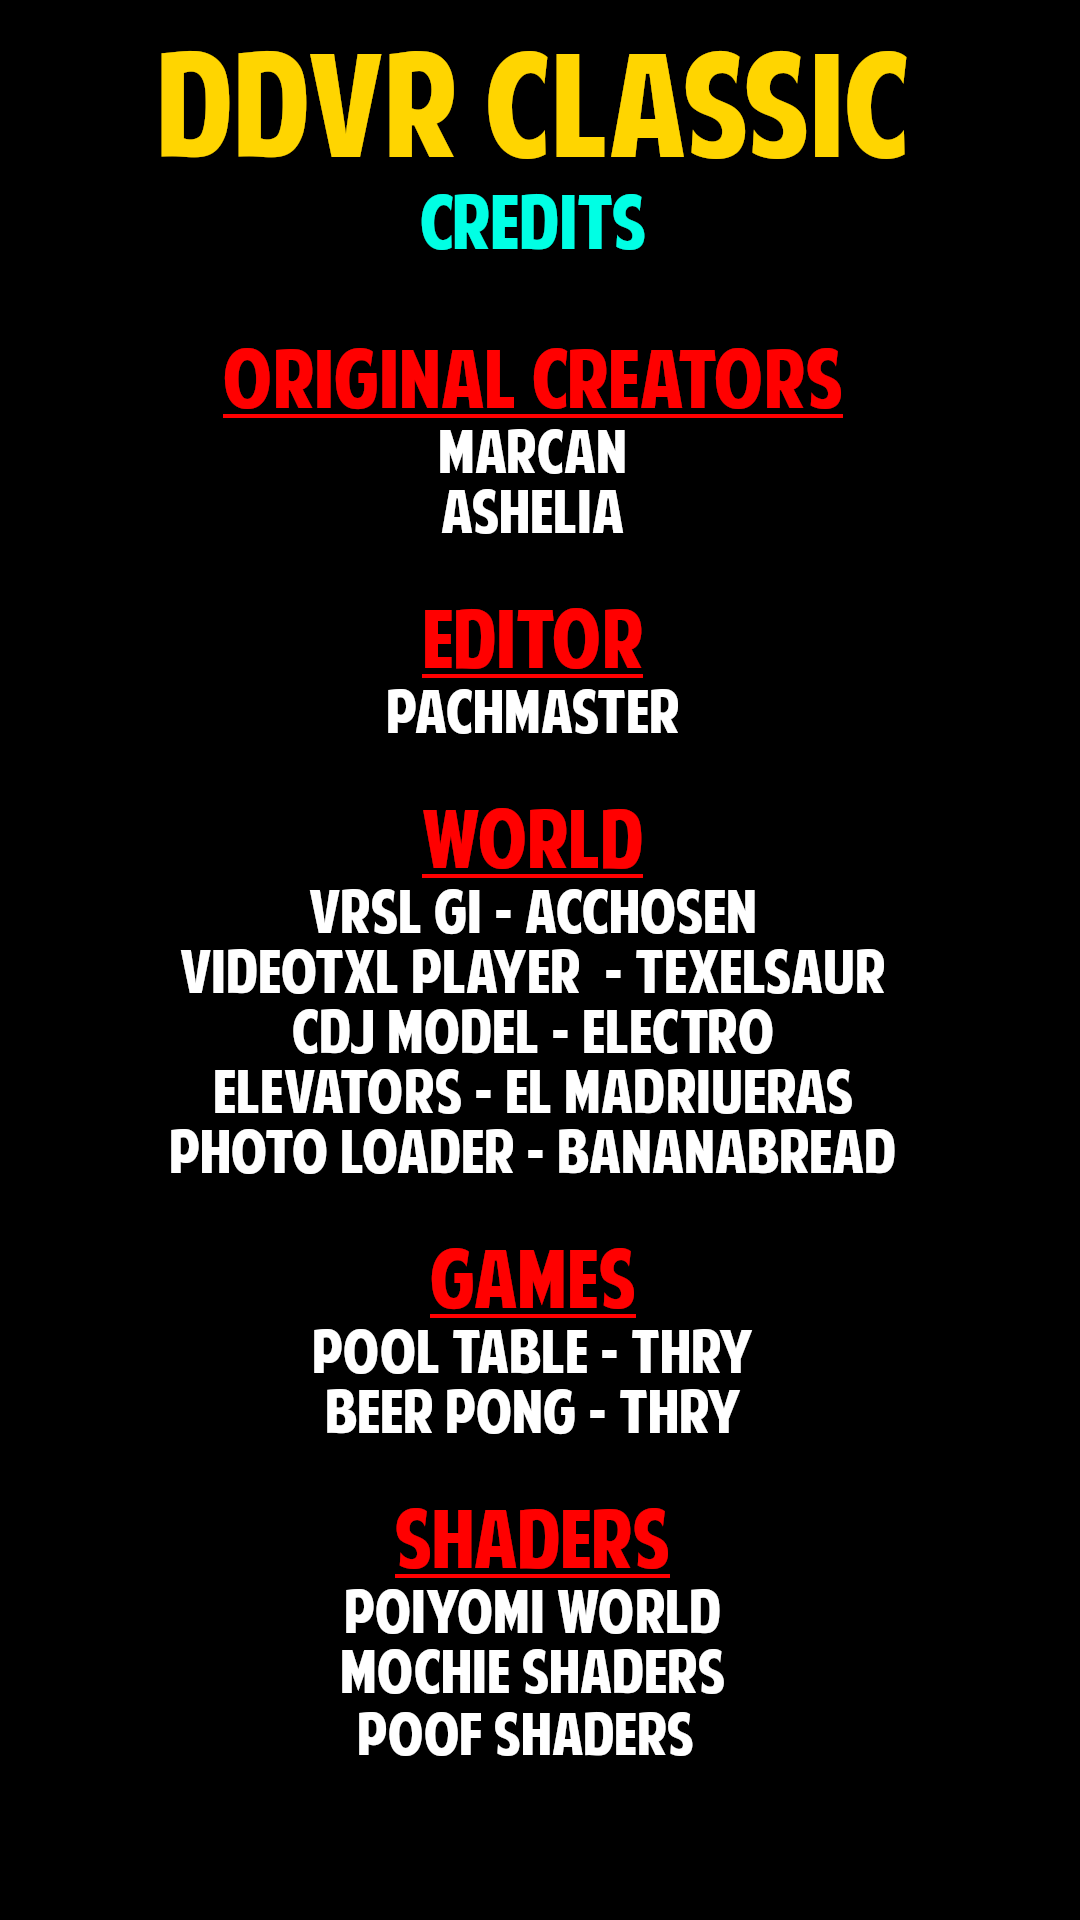 DDVR CLASSIC
CREDITS
ORIGINAL CREATORS
MARCAN
ASHELIA
EDITOR
PACHMASTER
WORLD
VRSL GI - ACCHOSEN
VIDEOTXL PLAYER - TEXELSAUR
CDJ MODEL - ELECTRO
ELEVATORS - EL MADRIUERAS
PHOTO LOADER - BANANABREAD
GAMES
POOL TABLE - THRY
BEER PONG - THRY
SHADERS
POIYOMI WORLD
MOCHIE SHADERS
POOF SHADERS